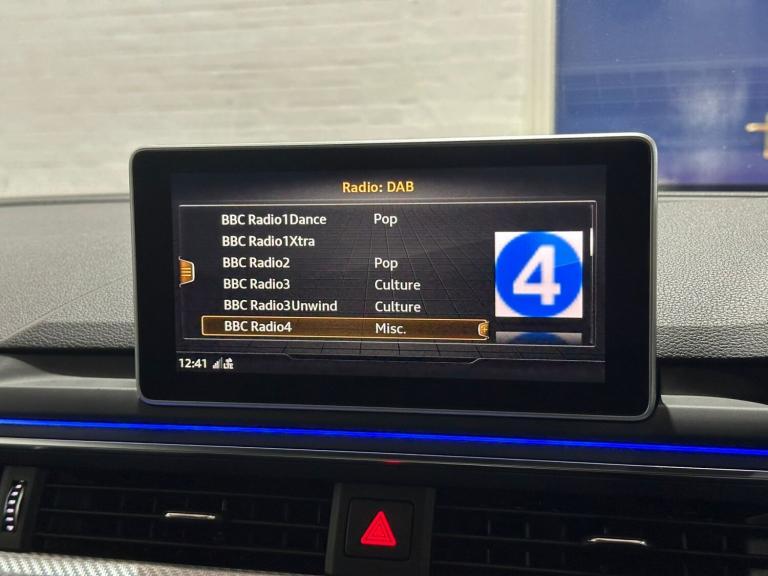 Radio: DAB
BBC Radio1Dance Pop
BBC Radio1Xtra
BBC Radio2 Pop
BBC Radio3 Culture
BBC Radio3Unwind Culture
BBC Radio4 Misc.
4
12:41 LTE